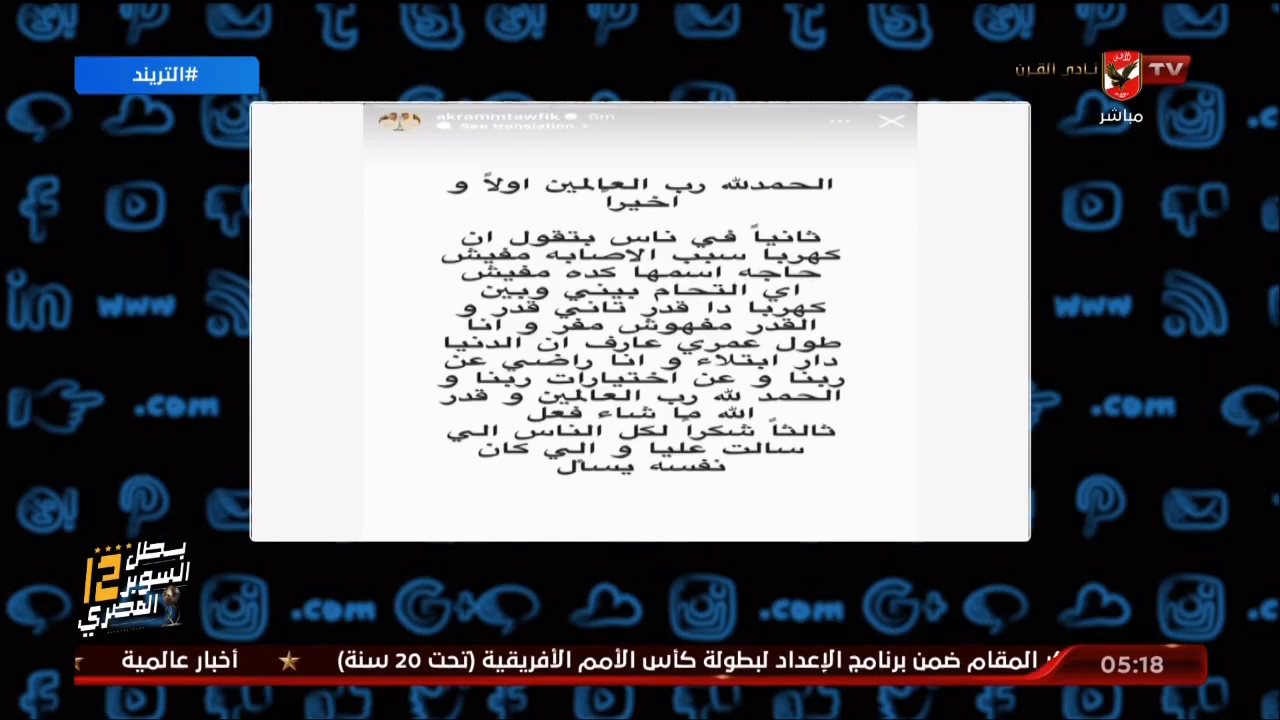 #التريند
نادي القرن
TV
مباشر
akrammtawfik 6m
See translation
الحمدلله رب العالمين اولاً و
اخيراً
ثانياً في ناس بتقول ان
كهربا سبب الاصابه مفيش
حاجه اسمها كده مفيش
اي التحام بيني وبين
كهربا دا قدر تاني قدر و
القدر مفهوش مفر و انا
طول عمري عارف ان الدنيا
دار ابتلاء و انا راضي عن
ربنا و عن اختيارات ربنا و
الحمد لله رب العالمين و قدر
الله ما شاء فعل
ثالثاً شكراً لكل الناس الي
سالت عليا و الي كان
نفسه يسأل
بطل 12
السوبر
المصري
المقام ضمن برنامج الإعداد لبطولة كأس الأمم الأفريقية (تحت 20 سنة) ★ أخبار عالمية
05:18